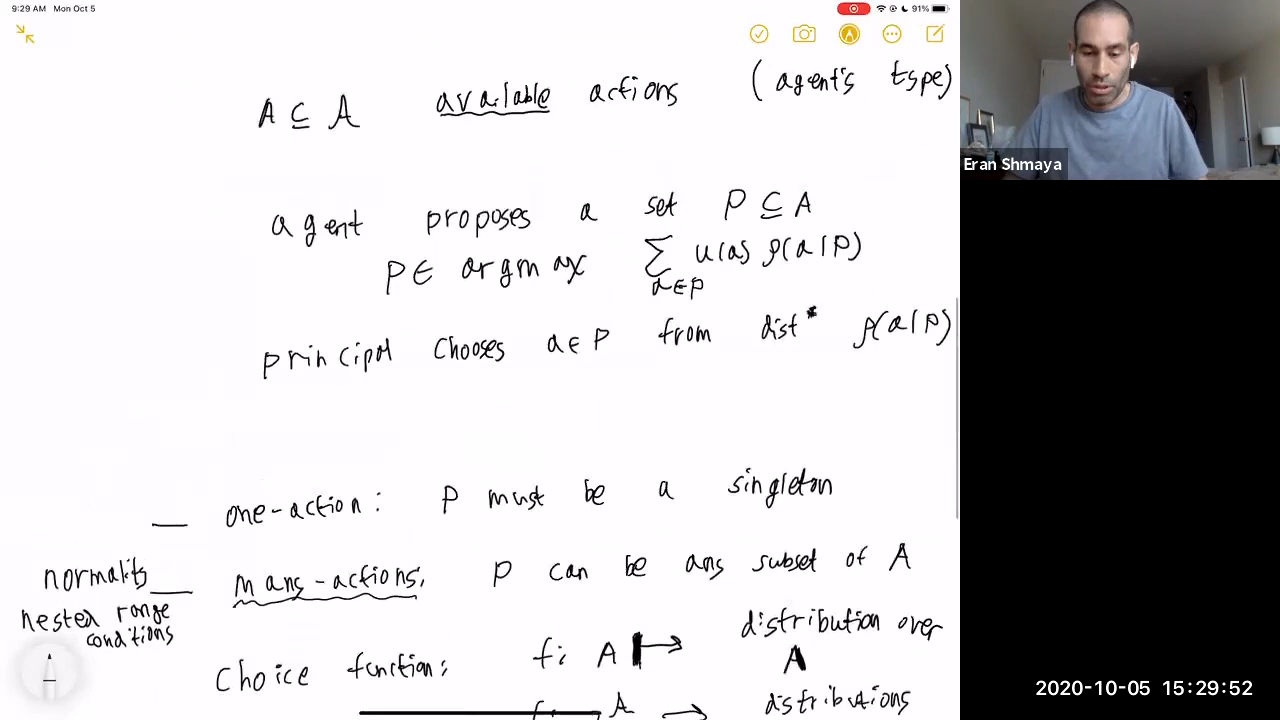 9:29 AM Mon Oct 5
91%
A ⊆ 𝒜 available actions (agent's type)
agent proposes a set P ⊆ A
P ∈ argmax ∑ u(a) ρ(a|P)
a∈P
principal chooses a∈P from dist ρ(a|P)
one-action: P must be a singleton
normality
many-actions: P can be any subset of A
nested range
conditions
choice function: f: A ↦ distribution over
A
f: 𝒜 → distributions
Eran Shmaya
2020-10-05 15:29:52